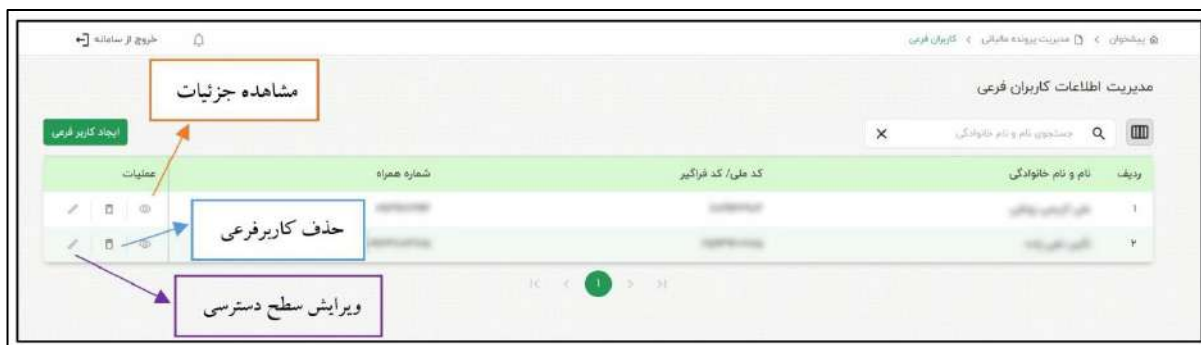 پیشخوان > مدیریت پرونده مالیاتی > کاربران فرعی
خروج از سامانه
مدیریت اطلاعات کاربران فرعی
مشاهده جزئیات
جستجوی نام و نام خانوادگی
ایجاد کاربر فرعی
ردیف نام و نام خانوادگی کد ملی/ کد فراگیر شماره همراه عملیات
۱
حذف کاربرفرعی
۲
۱
ویرایش سطح دسترسی